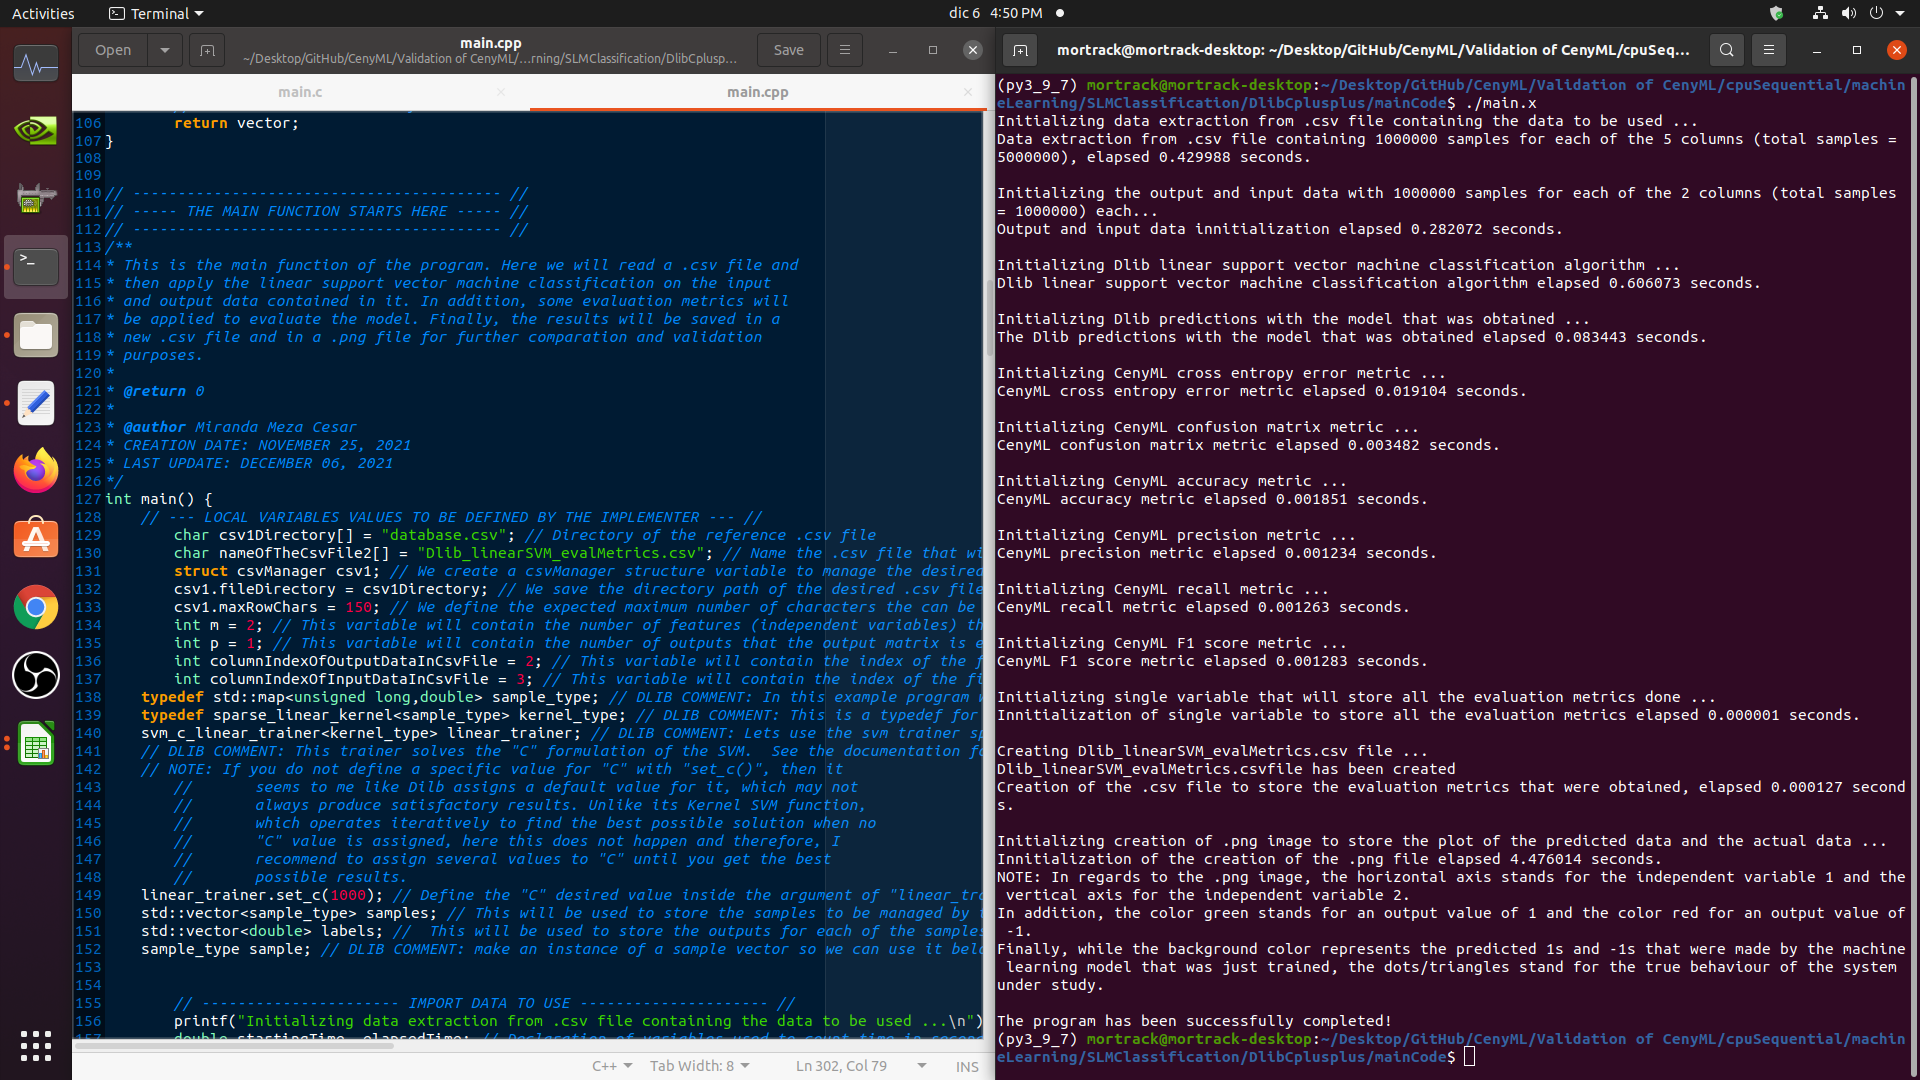 Activities
Terminal
dic 6 4:50 PM
Open
main.cpp
~/Desktop/GitHub/CenyML/Validation of CenyML/…rning/SLMClassification/DlibCplusp…
Save
main.c
main.cpp
106 return vector;
107 }
108
109
110 // ----------------------------------------- //
111 // ----- THE MAIN FUNCTION STARTS HERE ----- //
112 // ----------------------------------------- //
113 /**
114 * This is the main function of the program. Here we will read a .csv file and
115 * then apply the linear support vector machine classification on the input
116 * and output data contained in it. In addition, some evaluation metrics will
117 * be applied to evaluate the model. Finally, the results will be saved in a
118 * new .csv file and in a .png file for further comparation and validation
119 * purposes.
120 *
121 * @return 0
122 *
123 * @author Miranda Meza Cesar
124 * CREATION DATE: NOVEMBER 25, 2021
125 * LAST UPDATE: DECEMBER 06, 2021
126 */
127 int main() {
128 // --- LOCAL VARIABLES VALUES TO BE DEFINED BY THE IMPLEMENTER --- //
129 char csv1Directory[] = "database.csv"; // Directory of the reference .csv file
130 char nameOfTheCsvFile2[] = "Dlib_linearSVM_evalMetrics.csv"; // Name the .csv file that wi
131 struct csvManager csv1; // We create a csvManager structure variable to manage the desired
132 csv1.fileDirectory = csv1Directory; // We save the directory path of the desired .csv file
133 csv1.maxRowChars = 150; // We define the expected maximum number of characters the can be
134 int m = 2; // This variable will contain the number of features (independent variables) th
135 int p = 1; // This variable will contain the number of outputs that the output matrix is e
136 int columnIndexOfOutputDataInCsvFile = 2; // This variable will contain the index of the f
137 int columnIndexOfInputDataInCsvFile = 3; // This variable will contain the index of the fi
138 typedef std::map<unsigned long,double> sample_type; // DLIB COMMENT: In this example program w
139 typedef sparse_linear_kernel<sample_type> kernel_type; // DLIB COMMENT: This is a typedef for
140 svm_c_linear_trainer<kernel_type> linear_trainer; // DLIB COMMENT: Lets use the svm trainer sp
141 // DLIB COMMENT: This trainer solves the "C" formulation of the SVM. See the documentation fo
142 // NOTE: If you do not define a specific value for "C" with "set_c()", then it
143 // seems to me like Dilb assigns a default value for it, which may not
144 // always produce satisfactory results. Unlike its Kernel SVM function,
145 // which operates iteratively to find the best possible solution when no
146 // "C" value is assigned, here this does not happen and therefore, I
147 // recommend to assign several values to "C" until you get the best
148 // possible results.
149 linear_trainer.set_c(1000); // Define the "C" desired value inside the argument of "linear_tra
150 std::vector<sample_type> samples; // This will be used to store the samples to be managed by t
151 std::vector<double> labels; // This will be used to store the outputs for each of the samples
152 sample_type sample; // DLIB COMMENT: make an instance of a sample vector so we can use it belo
153
154
155 // ---------------------- IMPORT DATA TO USE --------------------- //
156 printf("Initializing data extraction from .csv file containing the data to be used ...\n")
157 double startingTime, elapsedTime; // Declaration of variables used to count time in second
C++
Tab Width: 8
Ln 302, Col 79
INS
mortrack@mortrack-desktop: ~/Desktop/GitHub/CenyML/Validation of CenyML/cpuSeq...
(py3_9_7) mortrack@mortrack-desktop:~/Desktop/GitHub/CenyML/Validation of CenyML/cpuSequential/machin
eLearning/SLMClassification/DlibCplusplus/mainCode$ ./main.x
Initializing data extraction from .csv file containing the data to be used ...
Data extraction from .csv file containing 1000000 samples for each of the 5 columns (total samples =
5000000), elapsed 0.429988 seconds.
Initializing the output and input data with 1000000 samples for each of the 2 columns (total samples
= 1000000) each...
Output and input data innitialization elapsed 0.282072 seconds.
Initializing Dlib linear support vector machine classification algorithm ...
Dlib linear support vector machine classification algorithm elapsed 0.606073 seconds.
Initializing Dlib predictions with the model that was obtained ...
The Dlib predictions with the model that was obtained elapsed 0.083443 seconds.
Initializing CenyML cross entropy error metric ...
CenyML cross entropy error metric elapsed 0.019104 seconds.
Initializing CenyML confusion matrix metric ...
CenyML confusion matrix metric elapsed 0.003482 seconds.
Initializing CenyML accuracy metric ...
CenyML accuracy metric elapsed 0.001851 seconds.
Initializing CenyML precision metric ...
CenyML precision metric elapsed 0.001234 seconds.
Initializing CenyML recall metric ...
CenyML recall metric elapsed 0.001263 seconds.
Initializing CenyML F1 score metric ...
CenyML F1 score metric elapsed 0.001283 seconds.
Initializing single variable that will store all the evaluation metrics done ...
Innitialization of single variable to store all the evaluation metrics elapsed 0.000001 seconds.
Creating Dlib_linearSVM_evalMetrics.csv file ...
Dlib_linearSVM_evalMetrics.csvfile has been created
Creation of the .csv file to store the evaluation metrics that were obtained, elapsed 0.000127 second
s.
Initializing creation of .png image to store the plot of the predicted data and the actual data ...
Innitialization of the creation of the .png file elapsed 4.476014 seconds.
NOTE: In regards to the .png image, the horizontal axis stands for the independent variable 1 and the
vertical axis for the independent variable 2.
In addition, the color green stands for an output value of 1 and the color red for an output value of
-1.
Finally, while the background color represents the predicted 1s and -1s that were made by the machine
learning model that was just trained, the dots/triangles stand for the true behaviour of the system
under study.
The program has been successfully completed!
(py3_9_7) mortrack@mortrack-desktop:~/Desktop/GitHub/CenyML/Validation of CenyML/cpuSequential/machin
eLearning/SLMClassification/DlibCplusplus/mainCode$